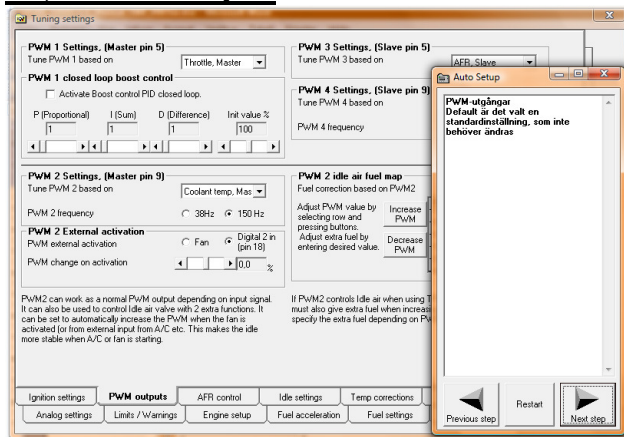 Tuning settings
PWM 1 Settings, (Master pin 5)
Tune PWM 1 based on
Throttle, Master
PWM 1 closed loop boost control
Activate Boost control PID closed loop.
P (Proportional) I (Sum) D (Difference) Init value %
1 1 1 100
PWM 2 Settings, (Master pin 9)
Tune PWM 2 based on
Coolant temp, Mas
PWM 2 frequency
38Hz 150 Hz
PWM 2 External activation
PWM external activation
Fan Digital 2 in (pin 18)
PWM change on activation
0,0 %
PWM2 can work as a normal PWM output depending on input signal.
It can also be used to control Idle air valve with 2 extra functions. It
can be set to automatically increase the PWM when the fan is
activated (or from external input from A/C etc. This makes the idle
more stable when A/C or fan is starting.
PWM 3 Settings, (Slave pin 5)
Tune PWM 3 based on
AFR, Slave
PWM 4 Settings, (Slave pin 9)
Tune PWM 4 based on
PWM 4 frequency
PWM 2 idle air fuel map
Fuel correction based on PWM2
Adjust PWM value by
selecting row and
pressing buttons.
Adjust extra fuel by
entering desired value.
Increase PWM
Decrease PWM
If PWM2 controls Idle air when using
must also give extra fuel when
specify the extra fuel depending on
Ignition settings PWM outputs AFR control Idle settings Temp corrections
Analog settings Limits / Warnings Engine setup Fuel acceleration Fuel settings
Auto Setup
PWM-utgångar
Default är det valt en
standardinställning, som inte
behöver ändras
Previous step Restart Next step